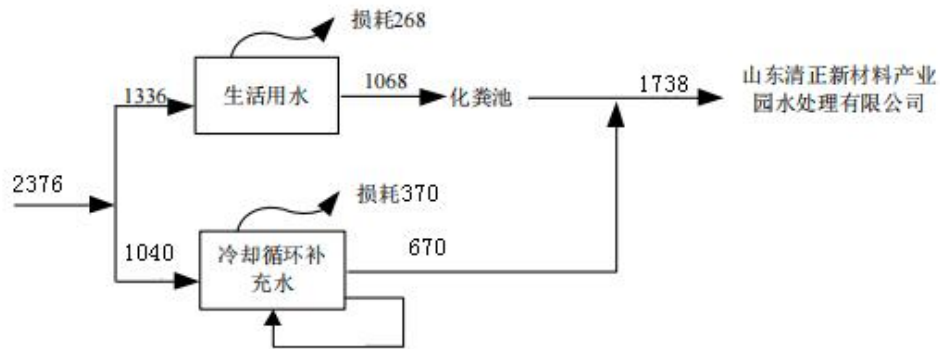 损耗268
1336
生活用水
1068
化粪池
1738
山东清正新材料产业
园水处理有限公司
2376
损耗370
1040
冷却循环补
充水
670